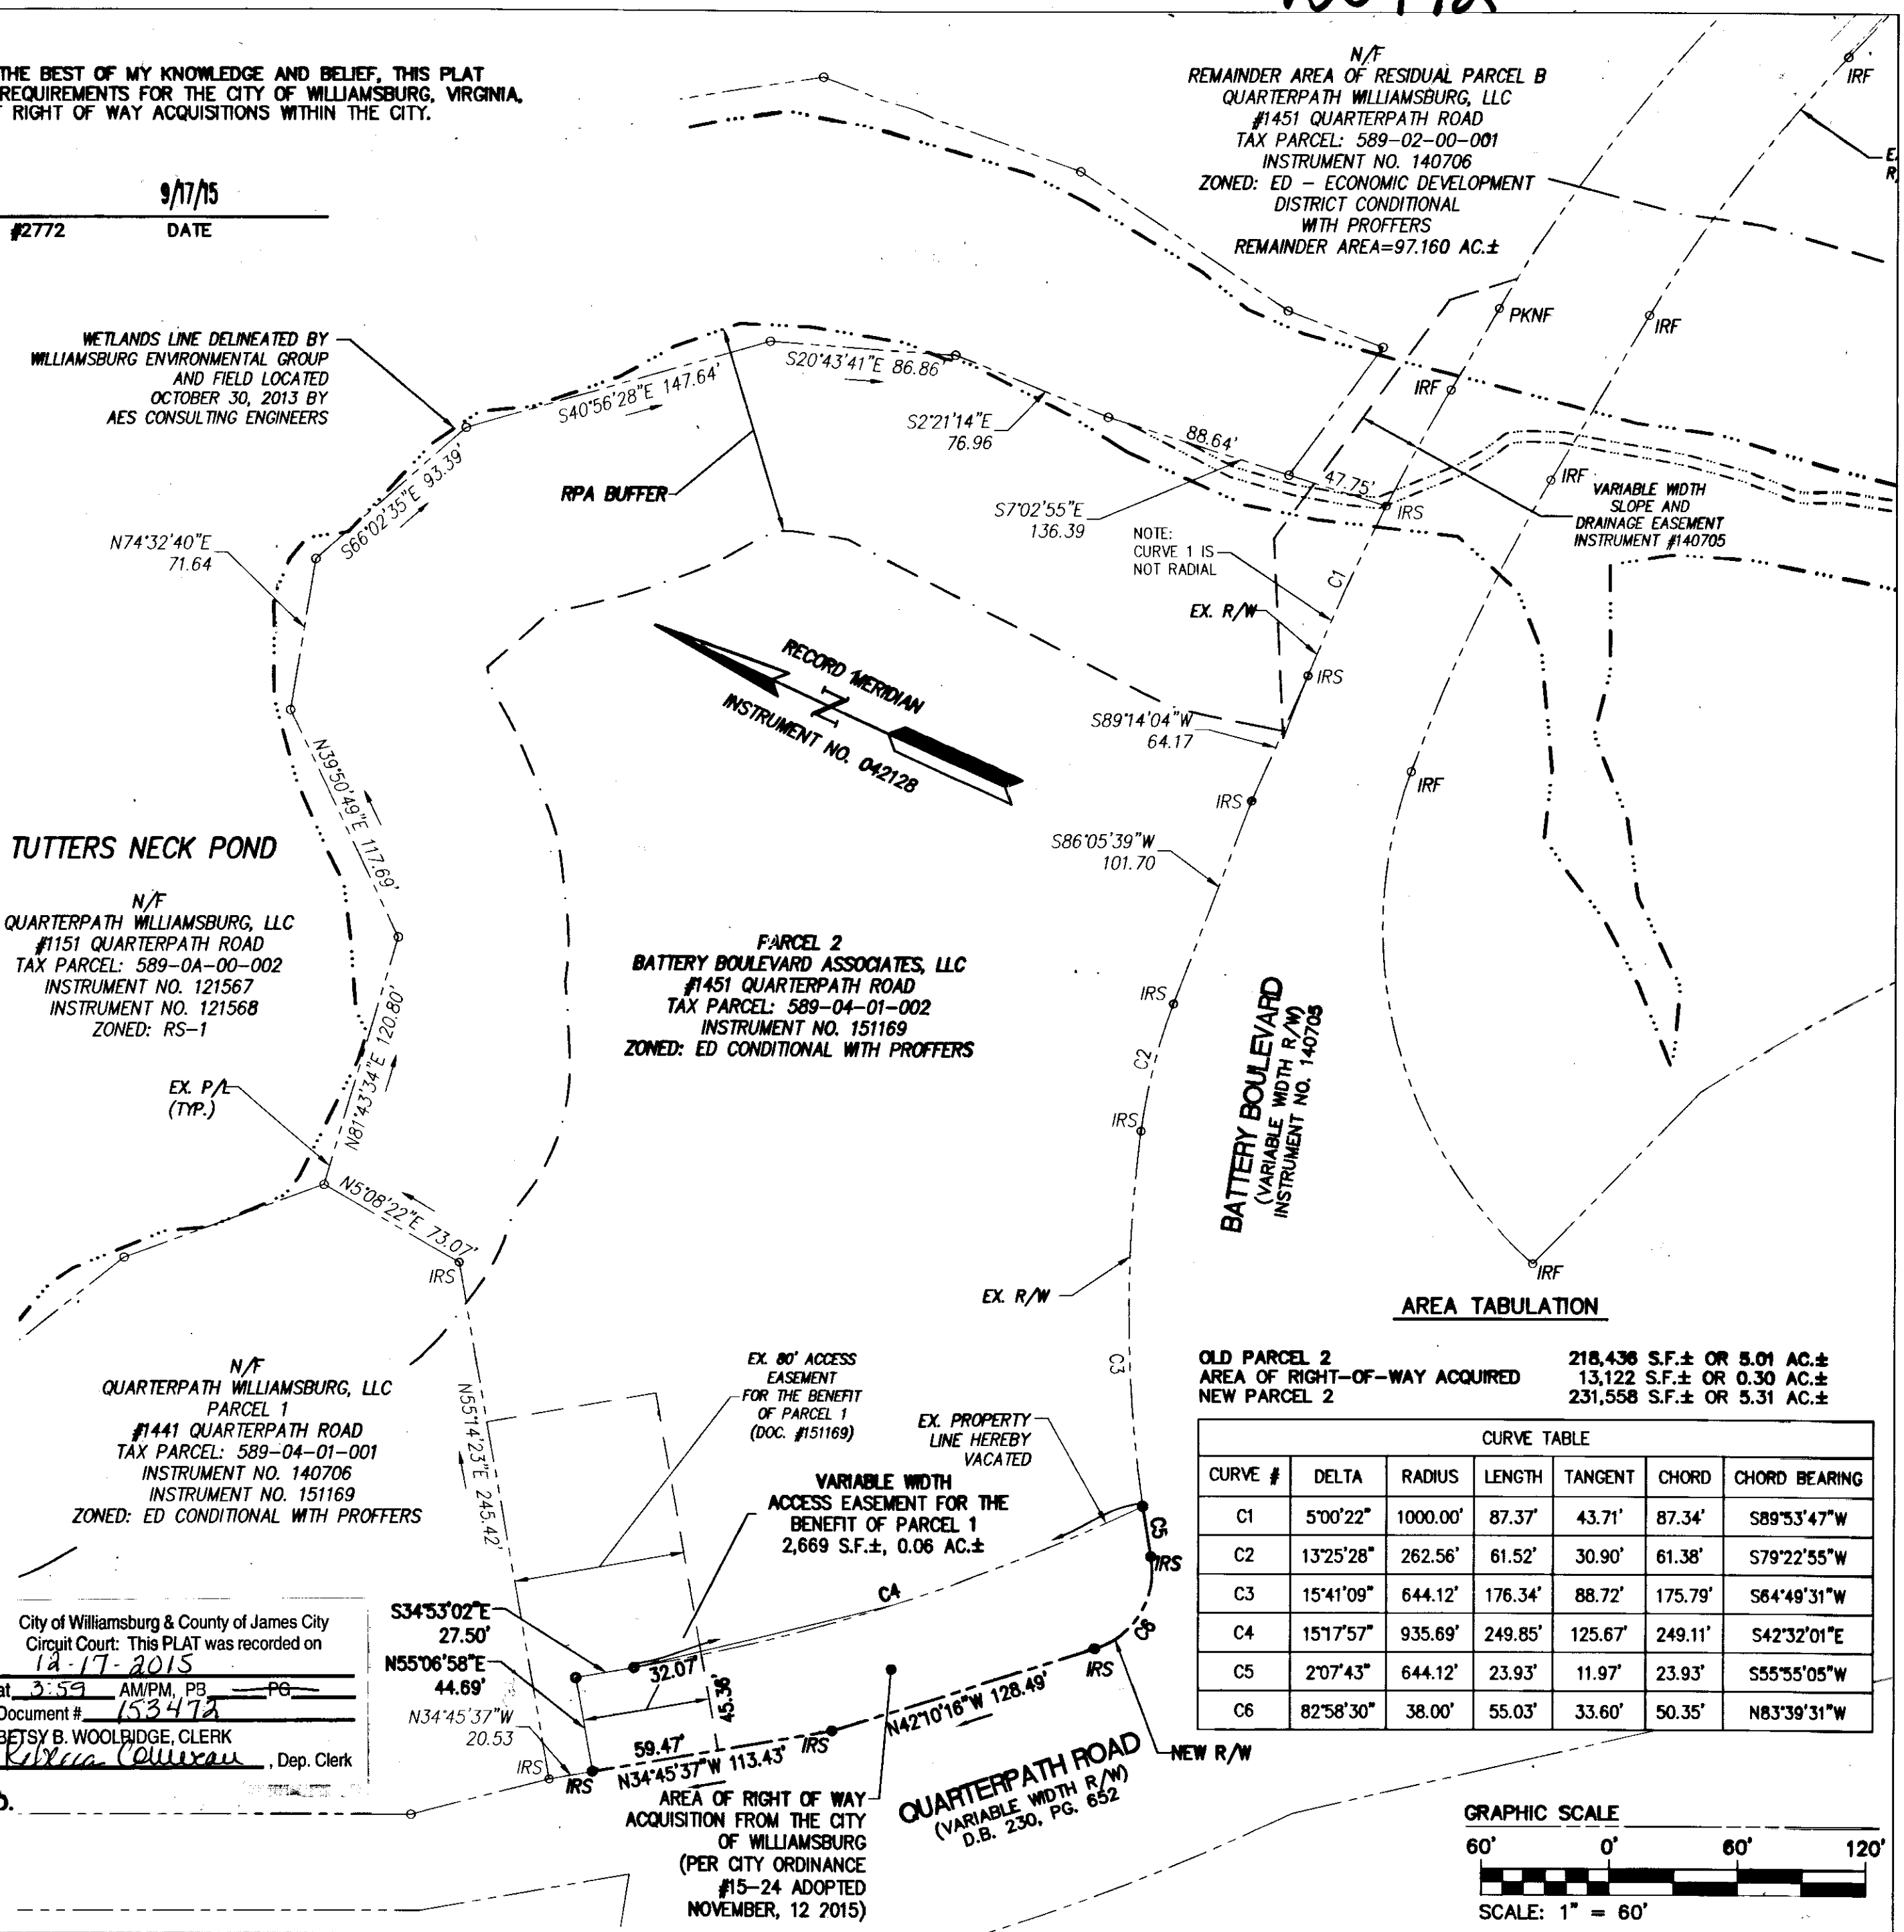 THE BEST OF MY KNOWLEDGE AND BELIEF, THIS PLAT
REQUIREMENTS FOR THE CITY OF WILLIAMSBURG, VIRGINIA,
RIGHT OF WAY ACQUISITIONS WITHIN THE CITY.
9/17/15
#2772 DATE
N/F
REMAINDER AREA OF RESIDUAL PARCEL B
QUARTERPATH WILLIAMSBURG, LLC
#1451 QUARTERPATH ROAD
TAX PARCEL: 589-02-00-001
INSTRUMENT NO. 140706
ZONED: ED - ECONOMIC DEVELOPMENT
DISTRICT CONDITIONAL
WITH PROFFERS
REMAINDER AREA=97.160 AC.±
IRF
WETLANDS LINE DELINEATED BY
WILLIAMSBURG ENVIRONMENTAL GROUP
AND FIELD LOCATED
OCTOBER 30, 2013 BY
AES CONSULTING ENGINEERS
PKNF
IRF
IRF
IRF
S20°43'41"E 86.86'
S40°56'28"E 147.64'
S2°21'14"E
76.96
88.64'
47.75'
IRS
S66°02'35"E 93.39'
RPA BUFFER
S7°02'55"E
136.39
NOTE:
CURVE 1 IS
NOT RADIAL
VARIABLE WIDTH
SLOPE AND
DRAINAGE EASEMENT
INSTRUMENT #140705
N74°32'40"E
71.64
C1
EX. R/W
IRS
RECORD MERIDIAN
N
INSTRUMENT NO. 042128
S89°14'04"W
64.17
IRS
IRF
N39°50'49"E 117.69'
S86°05'39"W
101.70
TUTTERS NECK POND
N/F
QUARTERPATH WILLIAMSBURG, LLC
#1151 QUARTERPATH ROAD
TAX PARCEL: 589-0A-00-002
INSTRUMENT NO. 121567
INSTRUMENT NO. 121568
ZONED: RS-1
PARCEL 2
BATTERY BOULEVARD ASSOCIATES, LLC
#1451 QUARTERPATH ROAD
TAX PARCEL: 589-04-01-002
INSTRUMENT NO. 151169
ZONED: ED CONDITIONAL WITH PROFFERS
IRS
C2
IRS
BATTERY BOULEVARD
(VARIABLE WIDTH R/W)
INSTRUMENT NO. 140705
N81°43'34"E 120.80'
EX. P/L
(TYP.)
N5°08'22"E 73.07'
IRS
EX. R/W
IRF
C3
N/F
QUARTERPATH WILLIAMSBURG, LLC
PARCEL 1
#1441 QUARTERPATH ROAD
TAX PARCEL: 589-04-01-001
INSTRUMENT NO. 140706
INSTRUMENT NO. 151169
ZONED: ED CONDITIONAL WITH PROFFERS
N55°14'23"E 245.42'
EX. 80' ACCESS
EASEMENT
FOR THE BENEFIT
OF PARCEL 1
(DOC. #151169)
EX. PROPERTY
LINE HEREBY
VACATED
VARIABLE WIDTH
ACCESS EASEMENT FOR THE
BENEFIT OF PARCEL 1
2,669 S.F.±, 0.06 AC.±
C5
IRS
C4
C6
IRS
AREA TABULATION
OLD PARCEL 2 218,436 S.F.± OR 5.01 AC.±
AREA OF RIGHT-OF-WAY ACQUIRED 13,122 S.F.± OR 0.30 AC.±
NEW PARCEL 2 231,558 S.F.± OR 5.31 AC.±
CURVE TABLE
CURVE # DELTA RADIUS LENGTH TANGENT CHORD CHORD BEARING
C1 5°00'22" 1000.00' 87.37' 43.71' 87.34' S89°53'47"W
C2 13°25'28" 262.56' 61.52' 30.90' 61.38' S79°22'55"W
C3 15°41'09" 644.12' 176.34' 88.72' 175.79' S64°49'31"W
C4 15°17'57" 935.69' 249.85' 125.67' 249.11' S42°32'01"E
C5 2°07'43" 644.12' 23.93' 11.97' 23.93' S55°55'05"W
C6 82°58'30" 38.00' 55.03' 33.60' 50.35' N83°39'31"W
City of Williamsburg & County of James City
Circuit Court: This PLAT was recorded on
12-17-2015
at 3:59 AM/PM, PB PG
Document # 153472
BETSY B. WOOLRIDGE, CLERK
, Dep. Clerk
S34°53'02"E
27.50'
N55°06'58"E
44.69'
N34°45'37"W
20.53
32.07'
45.36'
59.47'
N34°45'37"W 113.43'
IRS
IRS
IRS
N42°10'16"W 128.49'
NEW R/W
AREA OF RIGHT OF WAY
ACQUISITION FROM THE CITY
OF WILLIAMSBURG
(PER CITY ORDINANCE
#15-24 ADOPTED
NOVEMBER, 12 2015)
QUARTERPATH ROAD
(VARIABLE WIDTH R/W)
D.B. 230, PG. 652
GRAPHIC SCALE
60' 0' 60' 120'
SCALE: 1" = 60'